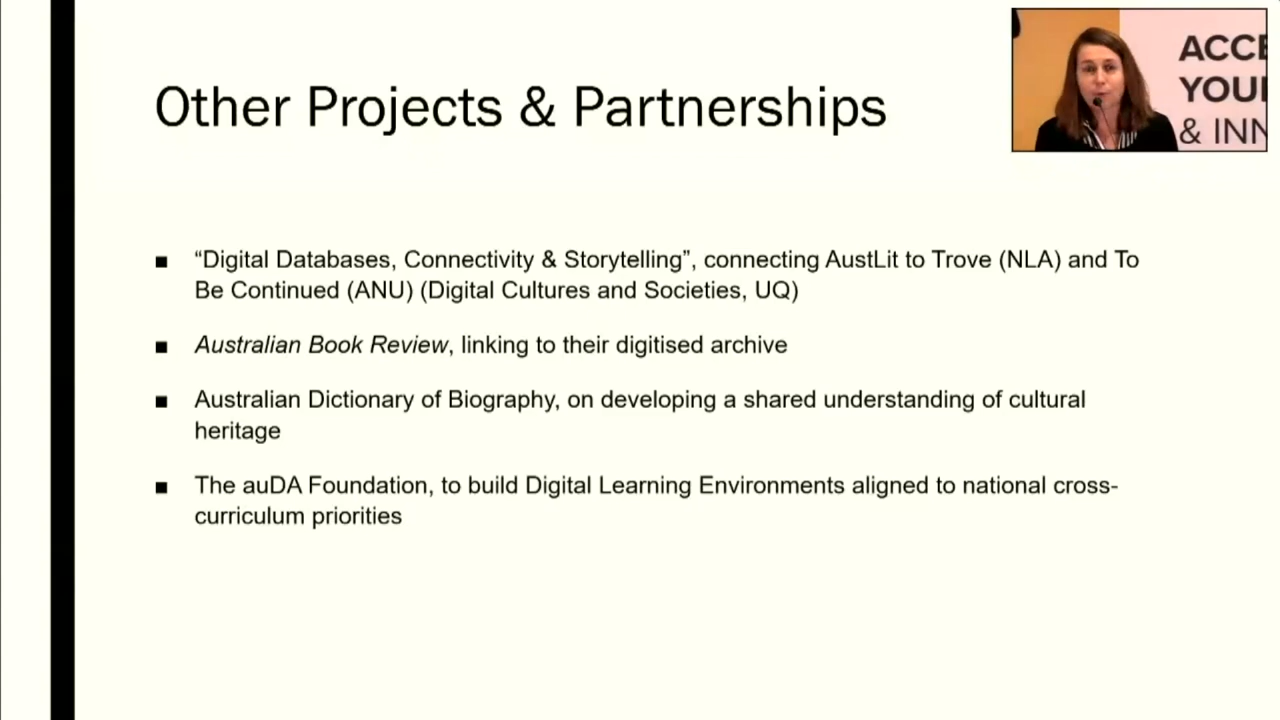 Other Projects & Partnerships
ACCE
YOU
& INN
■ “Digital Databases, Connectivity & Storytelling”, connecting AustLit to Trove (NLA) and To
Be Continued (ANU) (Digital Cultures and Societies, UQ)
■ Australian Book Review, linking to their digitised archive
■ Australian Dictionary of Biography, on developing a shared understanding of cultural
heritage
■ The auDA Foundation, to build Digital Learning Environments aligned to national cross-
curriculum priorities